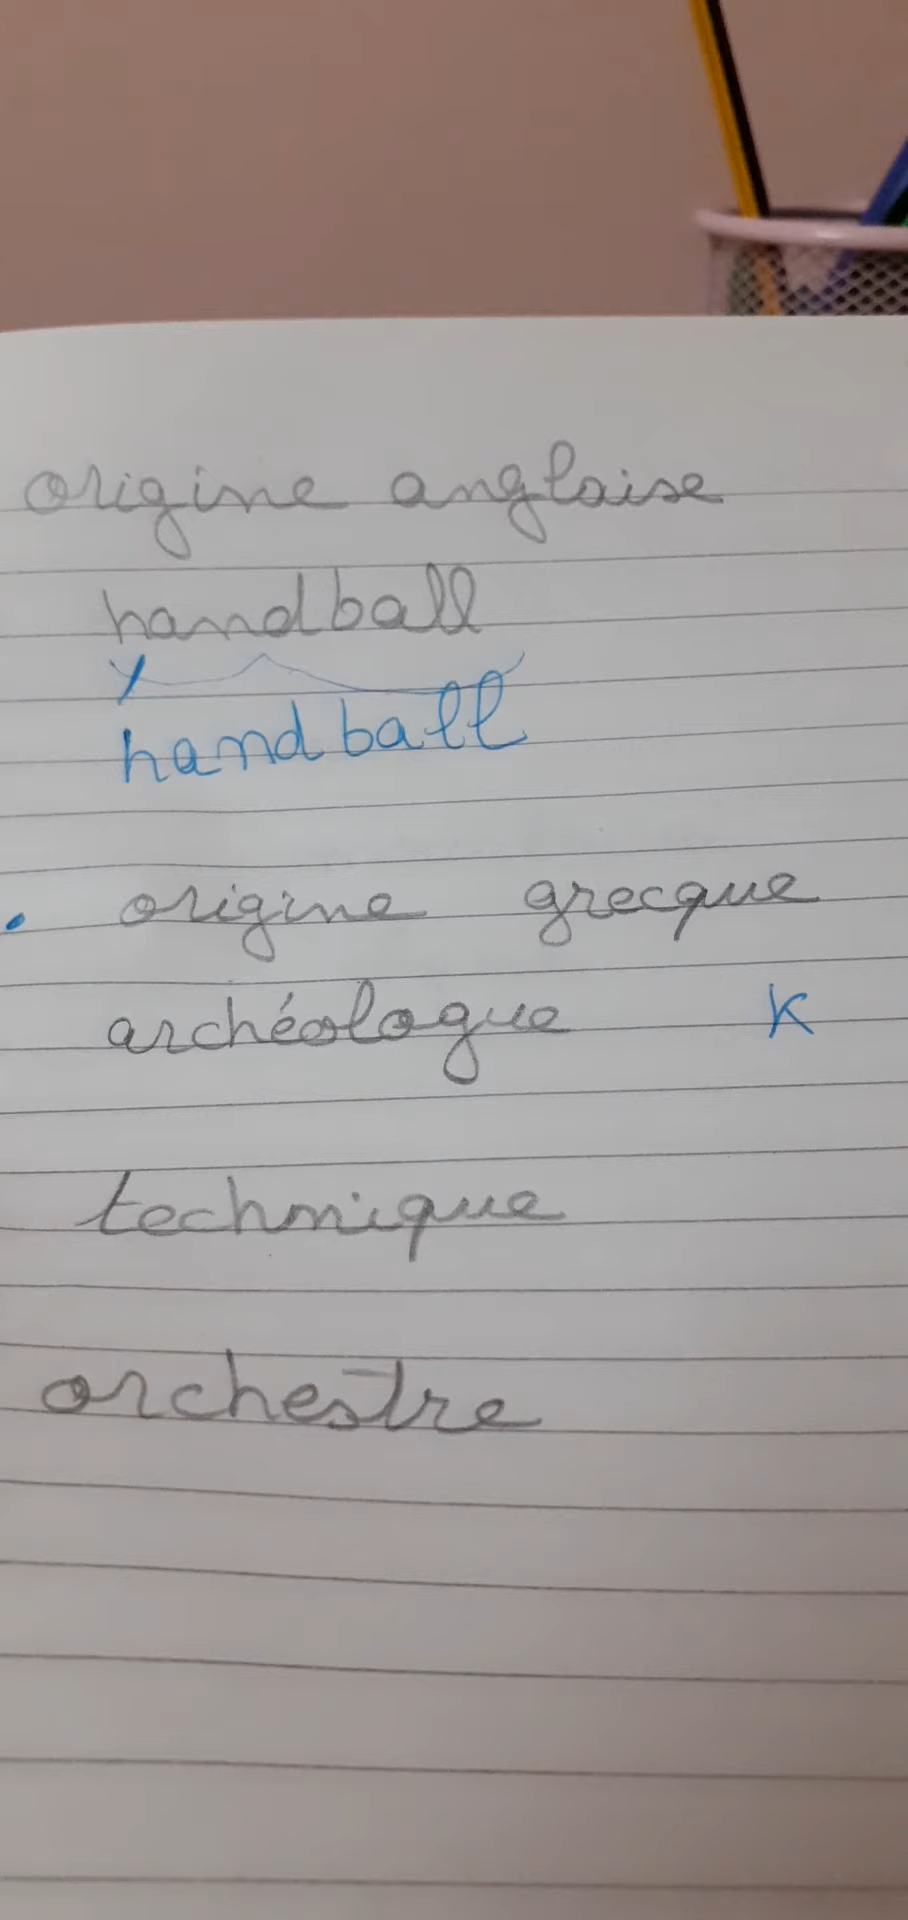 origine anglaise
handball
handball
origine grecque
archéologue K
technique
orchestre